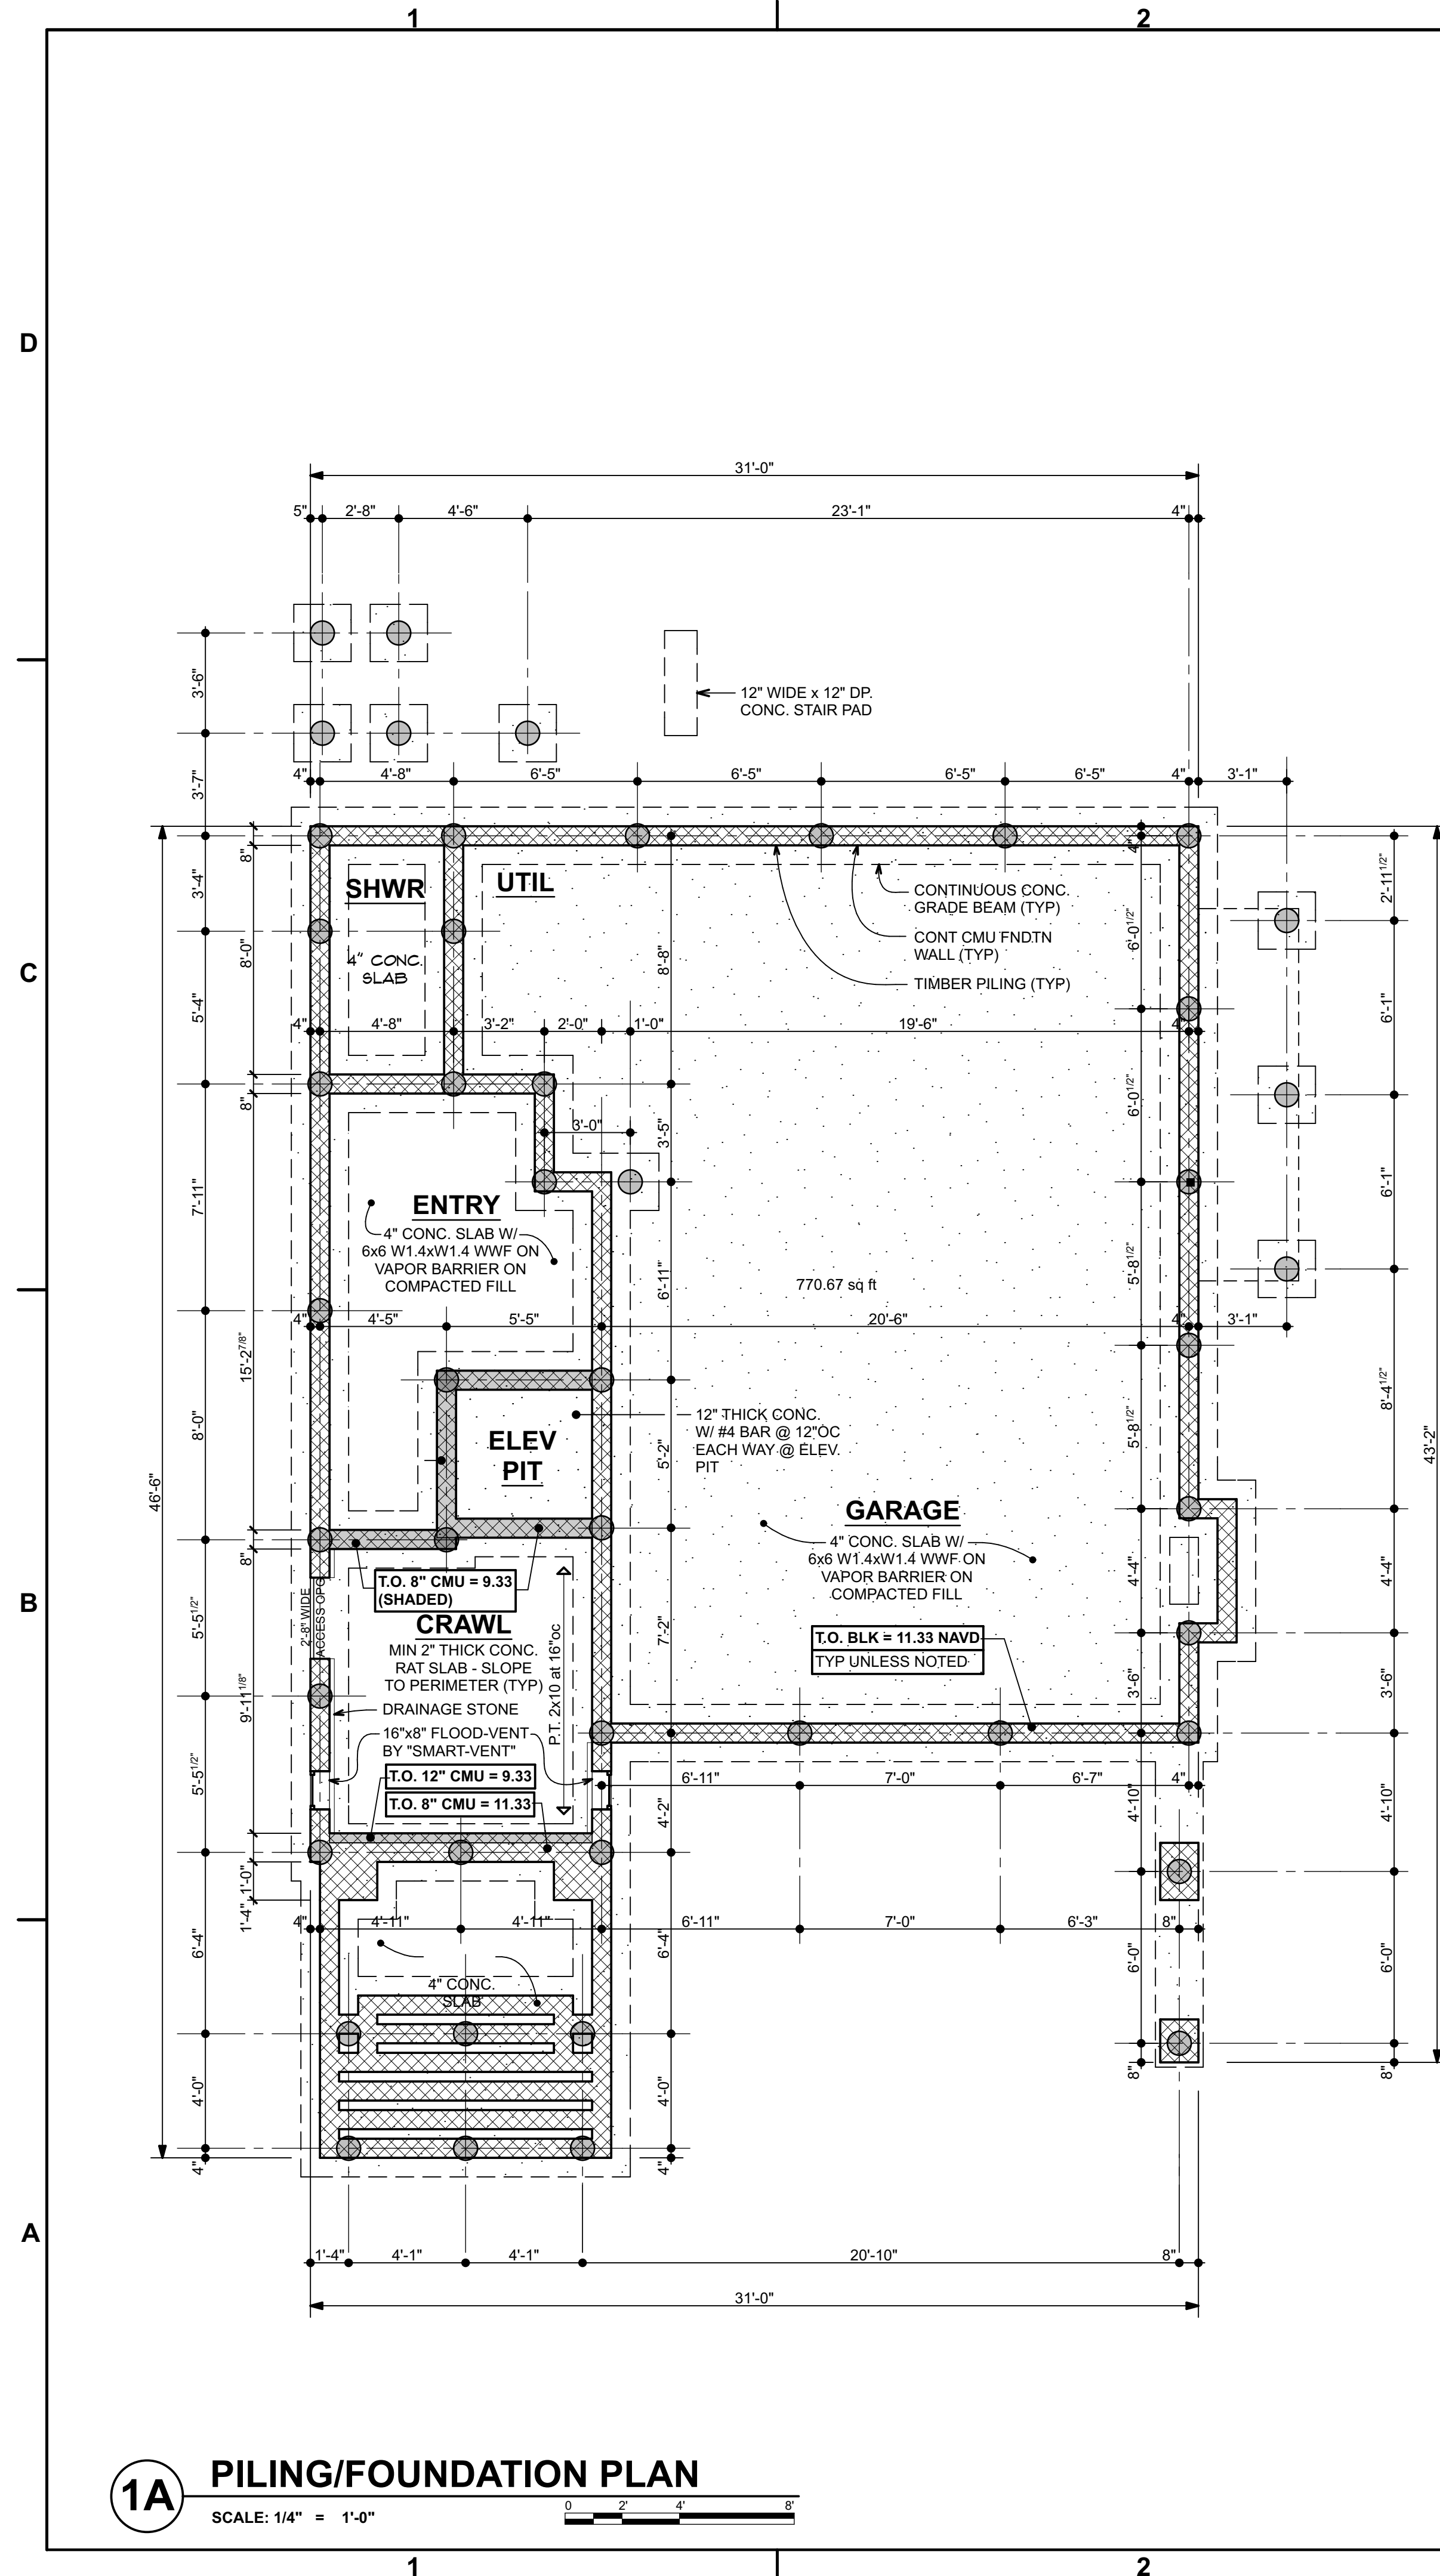 1
2
D
C
B
A
31'-0"
5"
2'-8"
4'-6"
23'-1"
4"
3'-6"
3'-7"
12" WIDE x 12" DP.
CONC. STAIR PAD
4"
4'-8"
6'-5"
6'-5"
6'-5"
6'-5"
4"
3'-1"
8"
3'-4"
8'-0"
5'-4"
8"
SHWR
4" CONC.
SLAB
UTIL
8'-8"
CONTINUOUS CONC.
GRADE BEAM (TYP)
CONT CMU FNDTN
WALL (TYP)
TIMBER PILING (TYP)
4"
6'-0 1/2"
2'-11 1/2"
6'-1"
4"
4'-8"
3'-2"
2'-0"
1'-0"
19'-6"
4"
3'-0"
3'-5"
6'-0 1/2"
6'-1"
7'-11"
ENTRY
4" CONC. SLAB W/
6x6 W1.4xW1.4 WWF ON
VAPOR BARRIER ON
COMPACTED FILL
6'-11"
770.67 sq ft
5'-8 1/2"
4"
4'-5"
5'-5"
20'-6"
4"
3'-1"
15'-2 7/8"
8'-0"
46'-6"
ELEV
PIT
12" THICK CONC.
W/ #4 BAR @ 12"OC
EACH WAY @ ELEV.
PIT
5'-2"
5'-8 1/2"
8'-4 1/2"
43'-2"
GARAGE
4" CONC. SLAB W/
6x6 W1.4xW1.4 WWF ON
VAPOR BARRIER ON
COMPACTED FILL
4'-4"
4'-4"
8"
T.O. 8" CMU = 9.33
(SHADED)
2'-8" WIDE
ACCESS OPG
5'-5 1/2"
CRAWL
MIN 2" THICK CONC.
RAT SLAB - SLOPE
TO PERIMETER (TYP)
P.T. 2x10 at 16"oc
7'-2"
T.O. BLK = 11.33 NAVD
TYP UNLESS NOTED
3'-6"
3'-6"
9'-11 1/8"
DRAINAGE STONE
16"x8" FLOOD-VENT
BY "SMART-VENT"
T.O. 12" CMU = 9.33
T.O. 8" CMU = 11.33
5'-5 1/2"
6'-11"
7'-0"
6'-7"
4"
4'-2"
4'-10"
4'-10"
1'-0"
1'-4"
4"
4'-11"
4'-11"
6'-11"
7'-0"
6'-3"
8"
6'-4"
6'-4"
6'-0"
6'-0"
4" CONC.
SLAB
4'-0"
4'-0"
8"
8"
4"
4"
1'-4"
4'-1"
4'-1"
20'-10"
8"
31'-0"
1A
PILING/FOUNDATION PLAN
SCALE: 1/4" = 1'-0"
0 2' 4' 8'
1
2